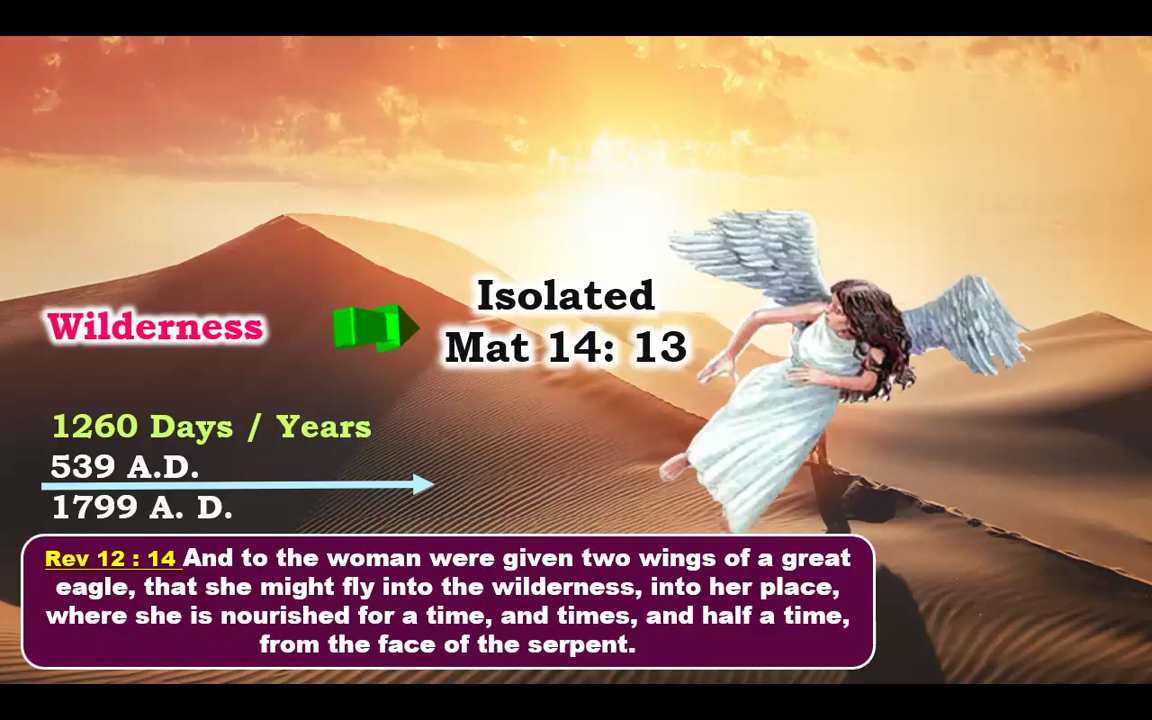 Isolated
Wilderness
Mat 14: 13
1260 Days / Years
539 A.D.
1799 A. D.
Rev 12 : 14 And to the woman were given two wings of a great
eagle, that she might fly into the wilderness, into her place,
where she is nourished for a time, and times, and half a time,
from the face of the serpent.